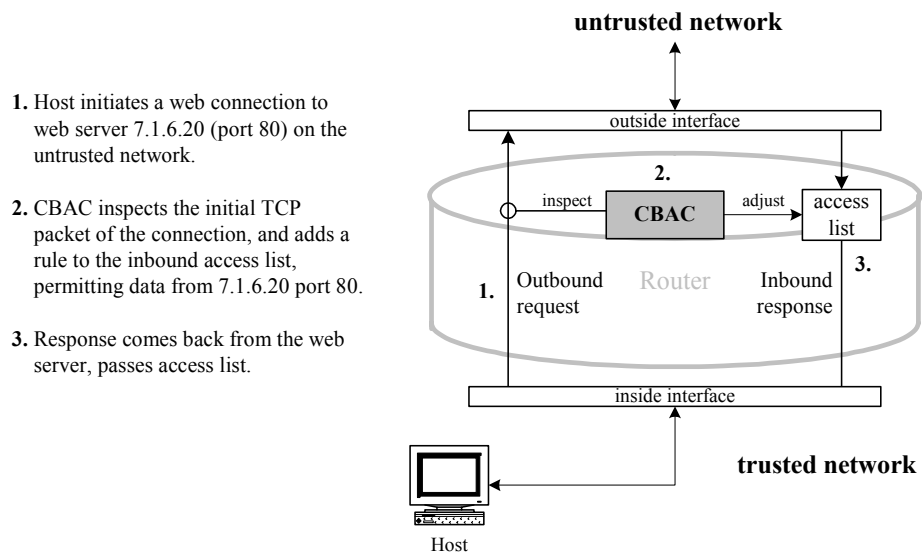 untrusted network
1. Host initiates a web connection to
web server 7.1.6.20 (port 80) on the
untrusted network.
2. CBAC inspects the initial TCP
packet of the connection, and adds a
rule to the inbound access list,
permitting data from 7.1.6.20 port 80.
3. Response comes back from the web
server, passes access list.
outside interface
2.
inspect
CBAC
adjust
access
list
3.
1.
Outbound
request
Router
Inbound
response
inside interface
trusted network
Host